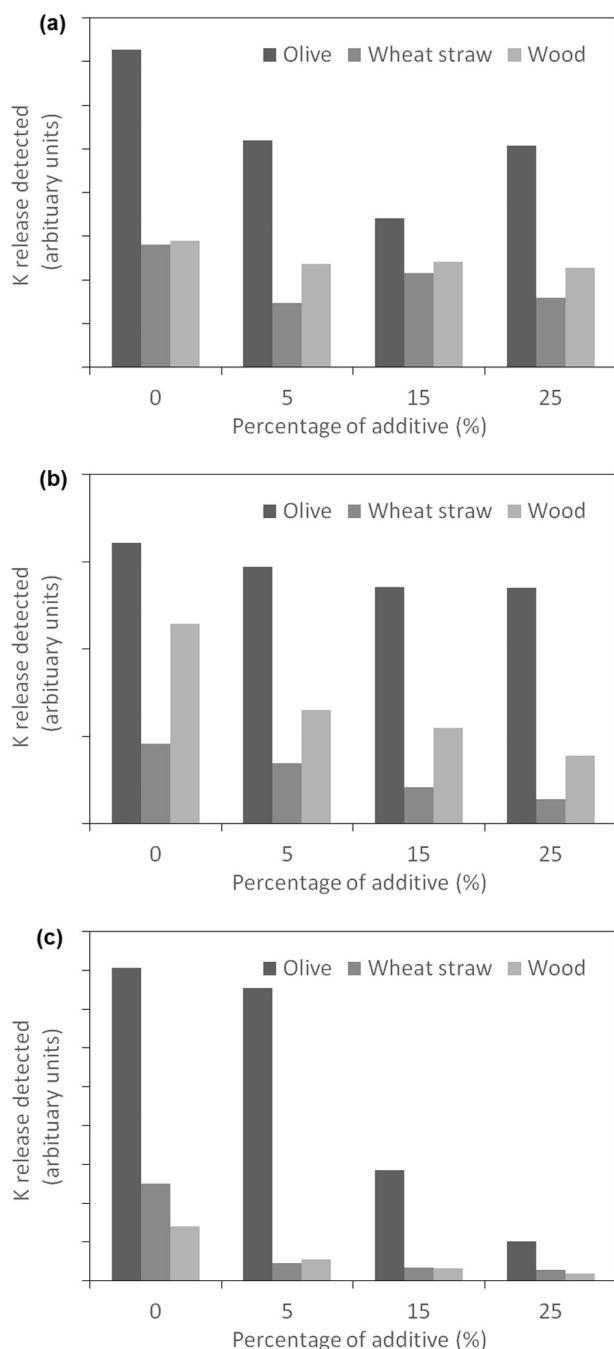 (a)
Olive Wheat straw Wood
K release detected
(arbituary units)
0 5 15 25
Percentage of additive (%)
(b)
Olive Wheat straw Wood
K release detected
(arbituary units)
0 5 15 25
Percentage of additive (%)
(c)
Olive Wheat straw Wood
K release detected
(arbituary units)
0 5 15 25
Percentage of additive (%)